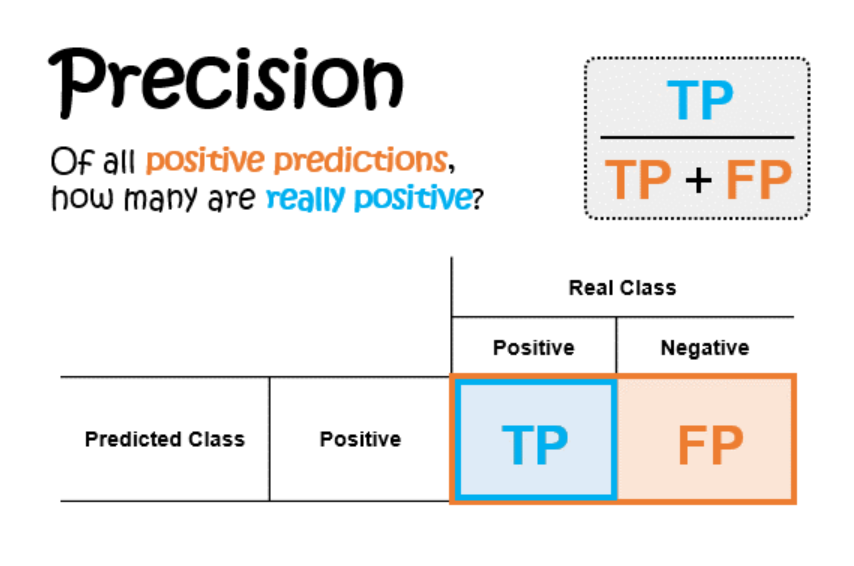 Precision
Of all positive predictions,
how many are really positive?
TP
TP + FP
Real Class
Positive Negative
Predicted Class Positive TP FP